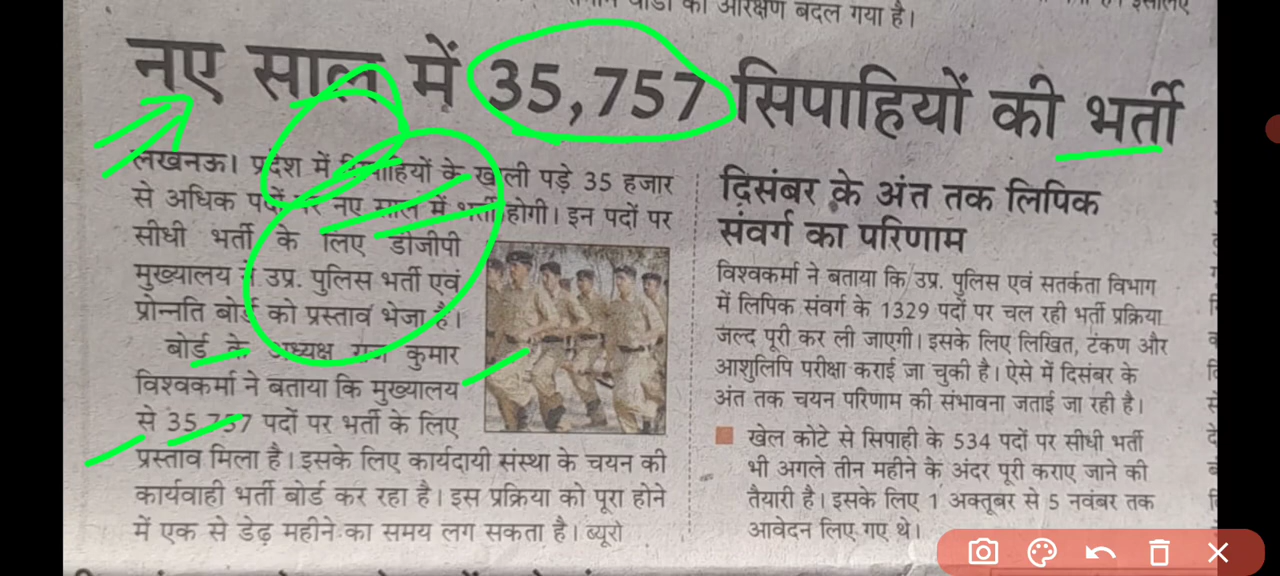 का आरक्षण बदल गया है।
नए साल में 35,757 सिपाहियों की भर्ती
लखनऊ। प्रदेश में सिपाहियों के खाली पड़े 35 हजार
से अधिक पदों पर नए साल में भर्ती होगी। इन पदों पर
सीधी भर्ती के लिए डीजीपी
मुख्यालय ने उप्र. पुलिस भर्ती एवं
प्रोन्नति बोर्ड को प्रस्ताव भेजा है।
बोर्ड के अध्यक्ष राज कुमार
विश्वकर्मा ने बताया कि मुख्यालय
से 35,757 पदों पर भर्ती के लिए
प्रस्ताव मिला है। इसके लिए कार्यदायी संस्था के चयन की
कार्यवाही भर्ती बोर्ड कर रहा है। इस प्रक्रिया को पूरा होने
में एक से डेढ़ महीने का समय लग सकता है। ब्यूरो
दिसंबर के अंत तक लिपिक
संवर्ग का परिणाम
विश्वकर्मा ने बताया कि उप्र. पुलिस एवं सतर्कता विभाग
में लिपिक संवर्ग के 1329 पदों पर चल रही भर्ती प्रक्रिया
जल्द पूरी कर ली जाएगी। इसके लिए लिखित, टंकण और
आशुलिपि परीक्षा कराई जा चुकी है। ऐसे में दिसंबर के
अंत तक चयन परिणाम की संभावना जताई जा रही है।
खेल कोटे से सिपाही के 534 पदों पर सीधी भर्ती
भी अगले तीन महीने के अंदर पूरी कराए जाने की
तैयारी है। इसके लिए 1 अक्तूबर से 5 नवंबर तक
आवेदन लिए गए थे।